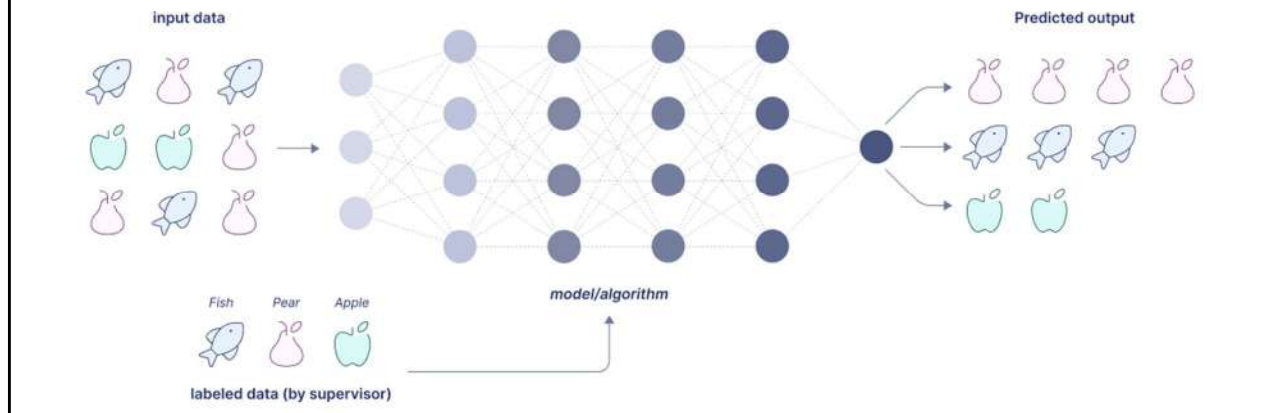 input data
Predicted output
model/algorithm
Fish Pear Apple
labeled data (by supervisor)